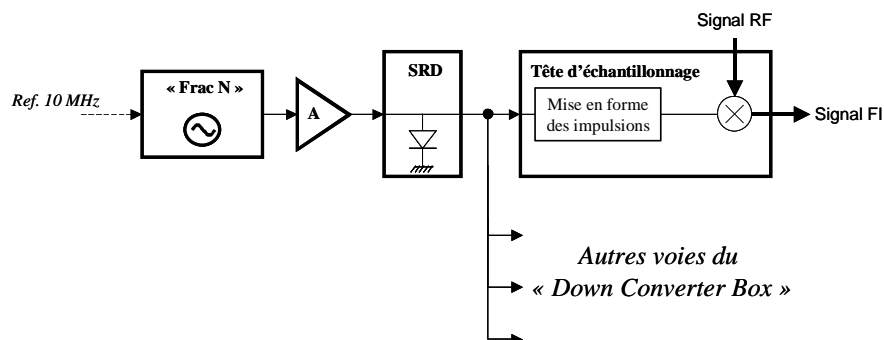 Signal RF
SRD
Tête d'échantillonnage
« Frac N »
Ref. 10 MHz
A
Mise en forme
des impulsions
Signal FI
Autres voies du
« Down Converter Box »